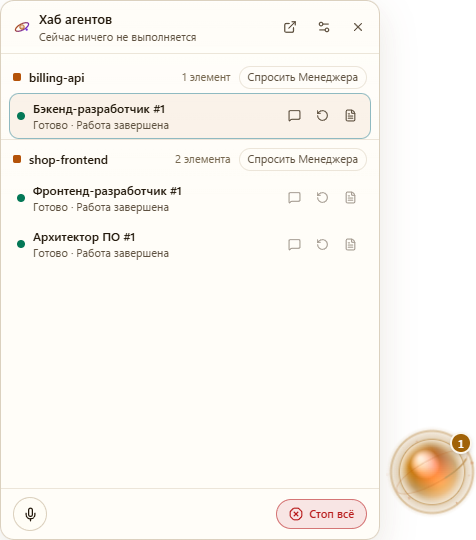 Хаб агентов
Сейчас ничего не выполняется
billing-api
1 элемент
Спросить Менеджера
Бэкенд-разработчик #1
Готово · Работа завершена
shop-frontend
2 элемента
Спросить Менеджера
Фронтенд-разработчик #1
Готово · Работа завершена
Архитектор ПО #1
Готово · Работа завершена
1
Стоп всё